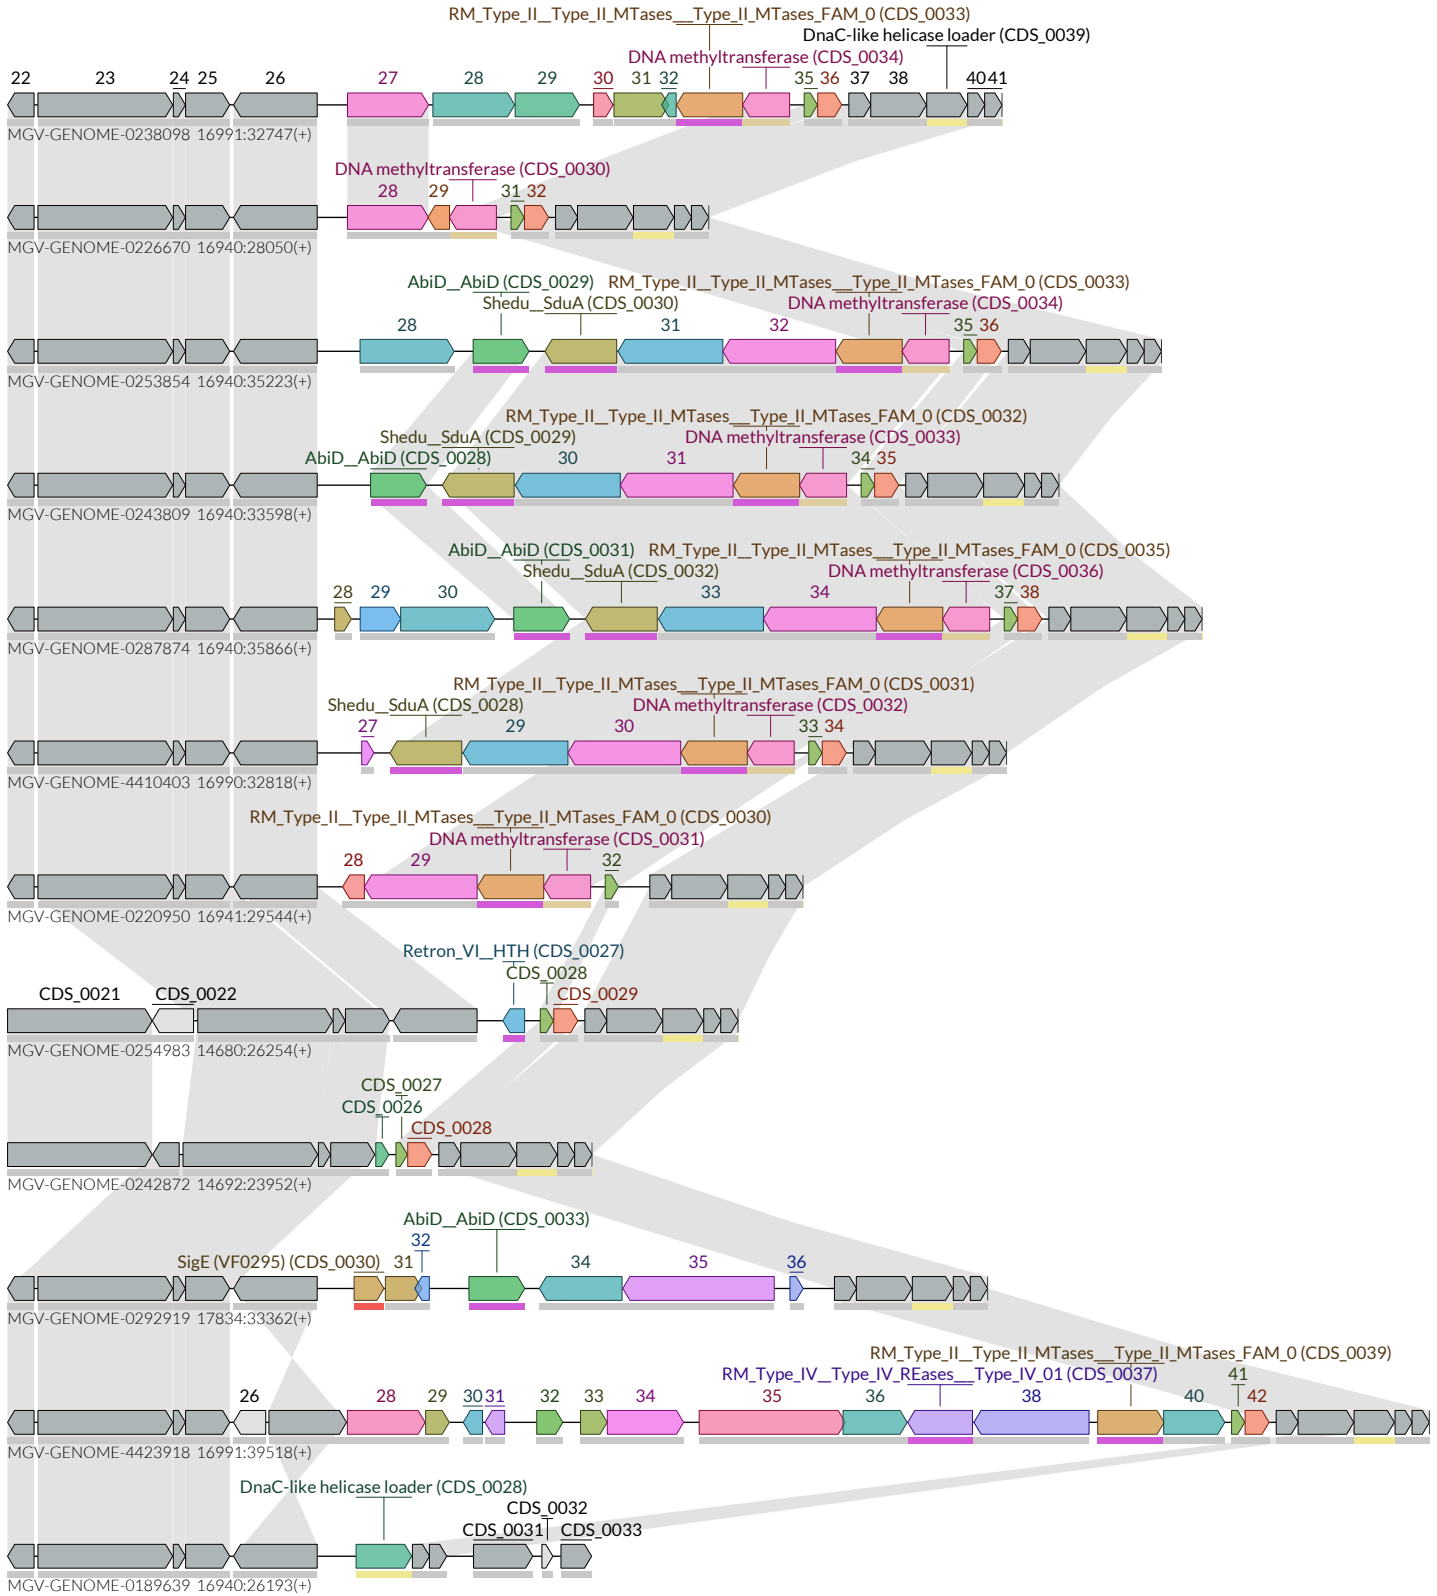 RM_Type_II__Type_II_MTases___Type_II_MTases_FAM_0 (CDS_0033)
DnaC-like helicase loader (CDS_0039)
DNA methyltransferase (CDS_0034)
22 23 24 25 26 27 28 29 30 31 32 35 36 37 38 40 41
MGV-GENOME-0238098 16991:32747(+)
DNA methyltransferase (CDS_0030)
28 29 31 32
MGV-GENOME-0226670 16940:28050(+)
AbiD__AbiD (CDS_0029) RM_Type_II__Type_II_MTases___Type_II_MTases_FAM_0 (CDS_0033)
Shedu__SduA (CDS_0030) DNA methyltransferase (CDS_0034)
28 31 32 35 36
MGV-GENOME-0253854 16940:35223(+)
RM_Type_II__Type_II_MTases___Type_II_MTases_FAM_0 (CDS_0032)
Shedu__SduA (CDS_0029) DNA methyltransferase (CDS_0033)
AbiD__AbiD (CDS_0028) 30 31 34 35
MGV-GENOME-0243809 16940:33598(+)
AbiD__AbiD (CDS_0031) RM_Type_II__Type_II_MTases___Type_II_MTases_FAM_0 (CDS_0035)
Shedu__SduA (CDS_0032) DNA methyltransferase (CDS_0036)
28 29 30 33 34 37 38
MGV-GENOME-0287874 16940:35866(+)
RM_Type_II__Type_II_MTases___Type_II_MTases_FAM_0 (CDS_0031)
Shedu__SduA (CDS_0028) DNA methyltransferase (CDS_0032)
27 29 30 33 34
MGV-GENOME-4410403 16990:32818(+)
RM_Type_II__Type_II_MTases___Type_II_MTases_FAM_0 (CDS_0030)
DNA methyltransferase (CDS_0031)
28 29 32
MGV-GENOME-0220950 16941:29544(+)
Retron_VI__HTH (CDS_0027)
CDS_0028
CDS_0021 CDS_0022 CDS_0029
MGV-GENOME-0254983 14680:26254(+)
CDS_0027
CDS_0026
CDS_0028
MGV-GENOME-0242872 14692:23952(+)
AbiD__AbiD (CDS_0033)
32
SigE (VF0295) (CDS_0030) 31 34 35 36
MGV-GENOME-0292919 17834:33362(+)
RM_Type_II__Type_II_MTases___Type_II_MTases_FAM_0 (CDS_0039)
RM_Type_IV__Type_IV_REases___Type_IV_01 (CDS_0037) 41
26 28 29 30 31 32 33 34 35 36 38 40 42
MGV-GENOME-4423918 16991:39518(+)
DnaC-like helicase loader (CDS_0028)
CDS_0032
CDS_0031 CDS_0033
MGV-GENOME-0189639 16940:26193(+)